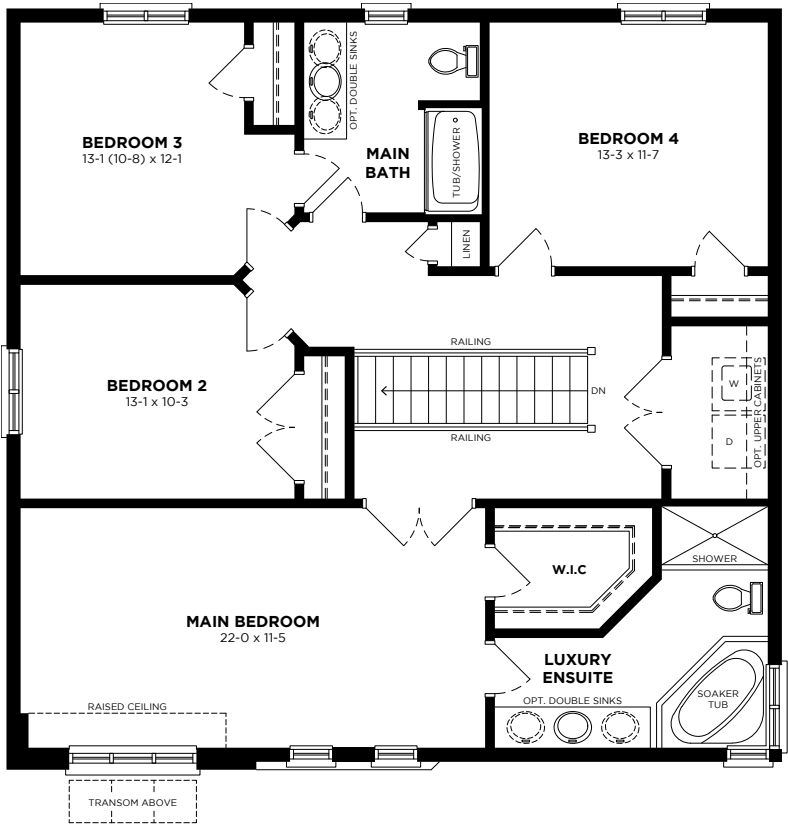 OPT. DOUBLE SINKS
BEDROOM 3
13-1 (10-8) x 12-1
MAIN
BATH
TUB/SHOWER
BEDROOM 4
13-3 x 11-7
LINEN
RAILING
BEDROOM 2
13-1 x 10-3
DN
RAILING
W
D
OPT. UPPER CABINETS
SHOWER
W.I.C
MAIN BEDROOM
22-0 x 11-5
LUXURY
ENSUITE
OPT. DOUBLE SINKS
SOAKER
TUB
RAISED CEILING
TRANSOM ABOVE